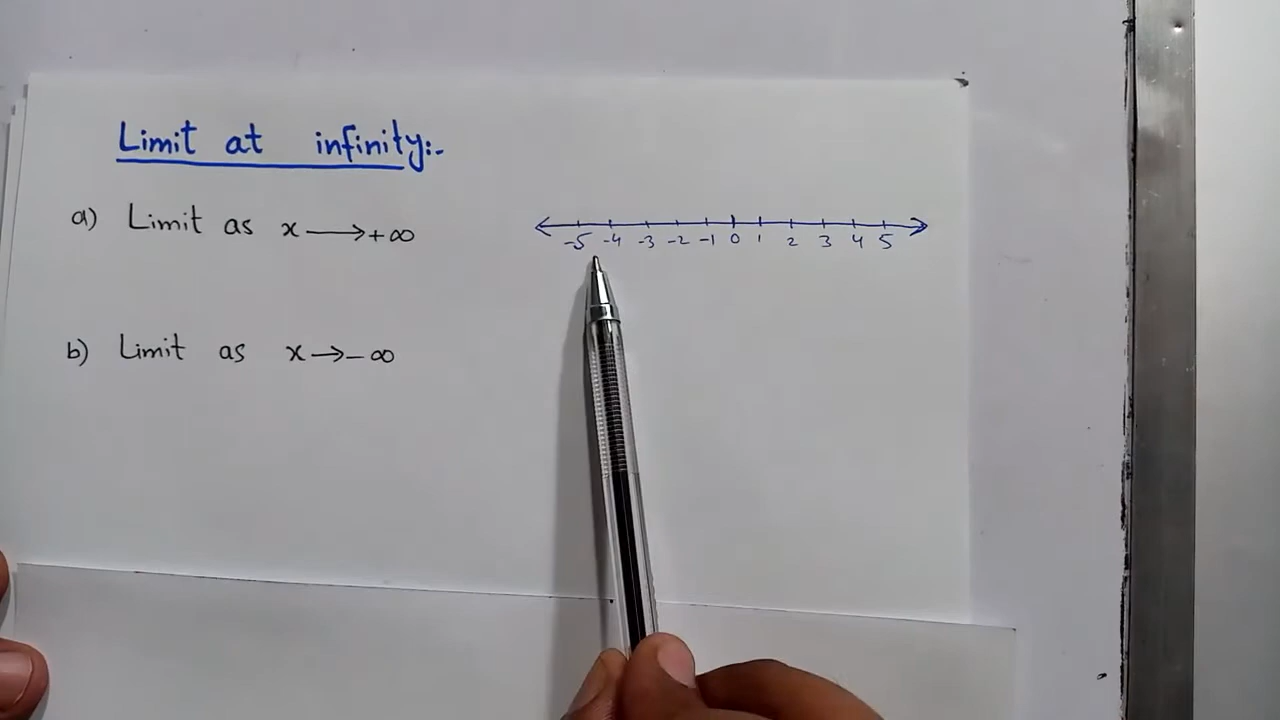 Limit at infinity:-
a) Limit as x ⟶ +∞
-5 -4 -3 -2 -1 0 1 2 3 4 5
b) Limit as x → - ∞